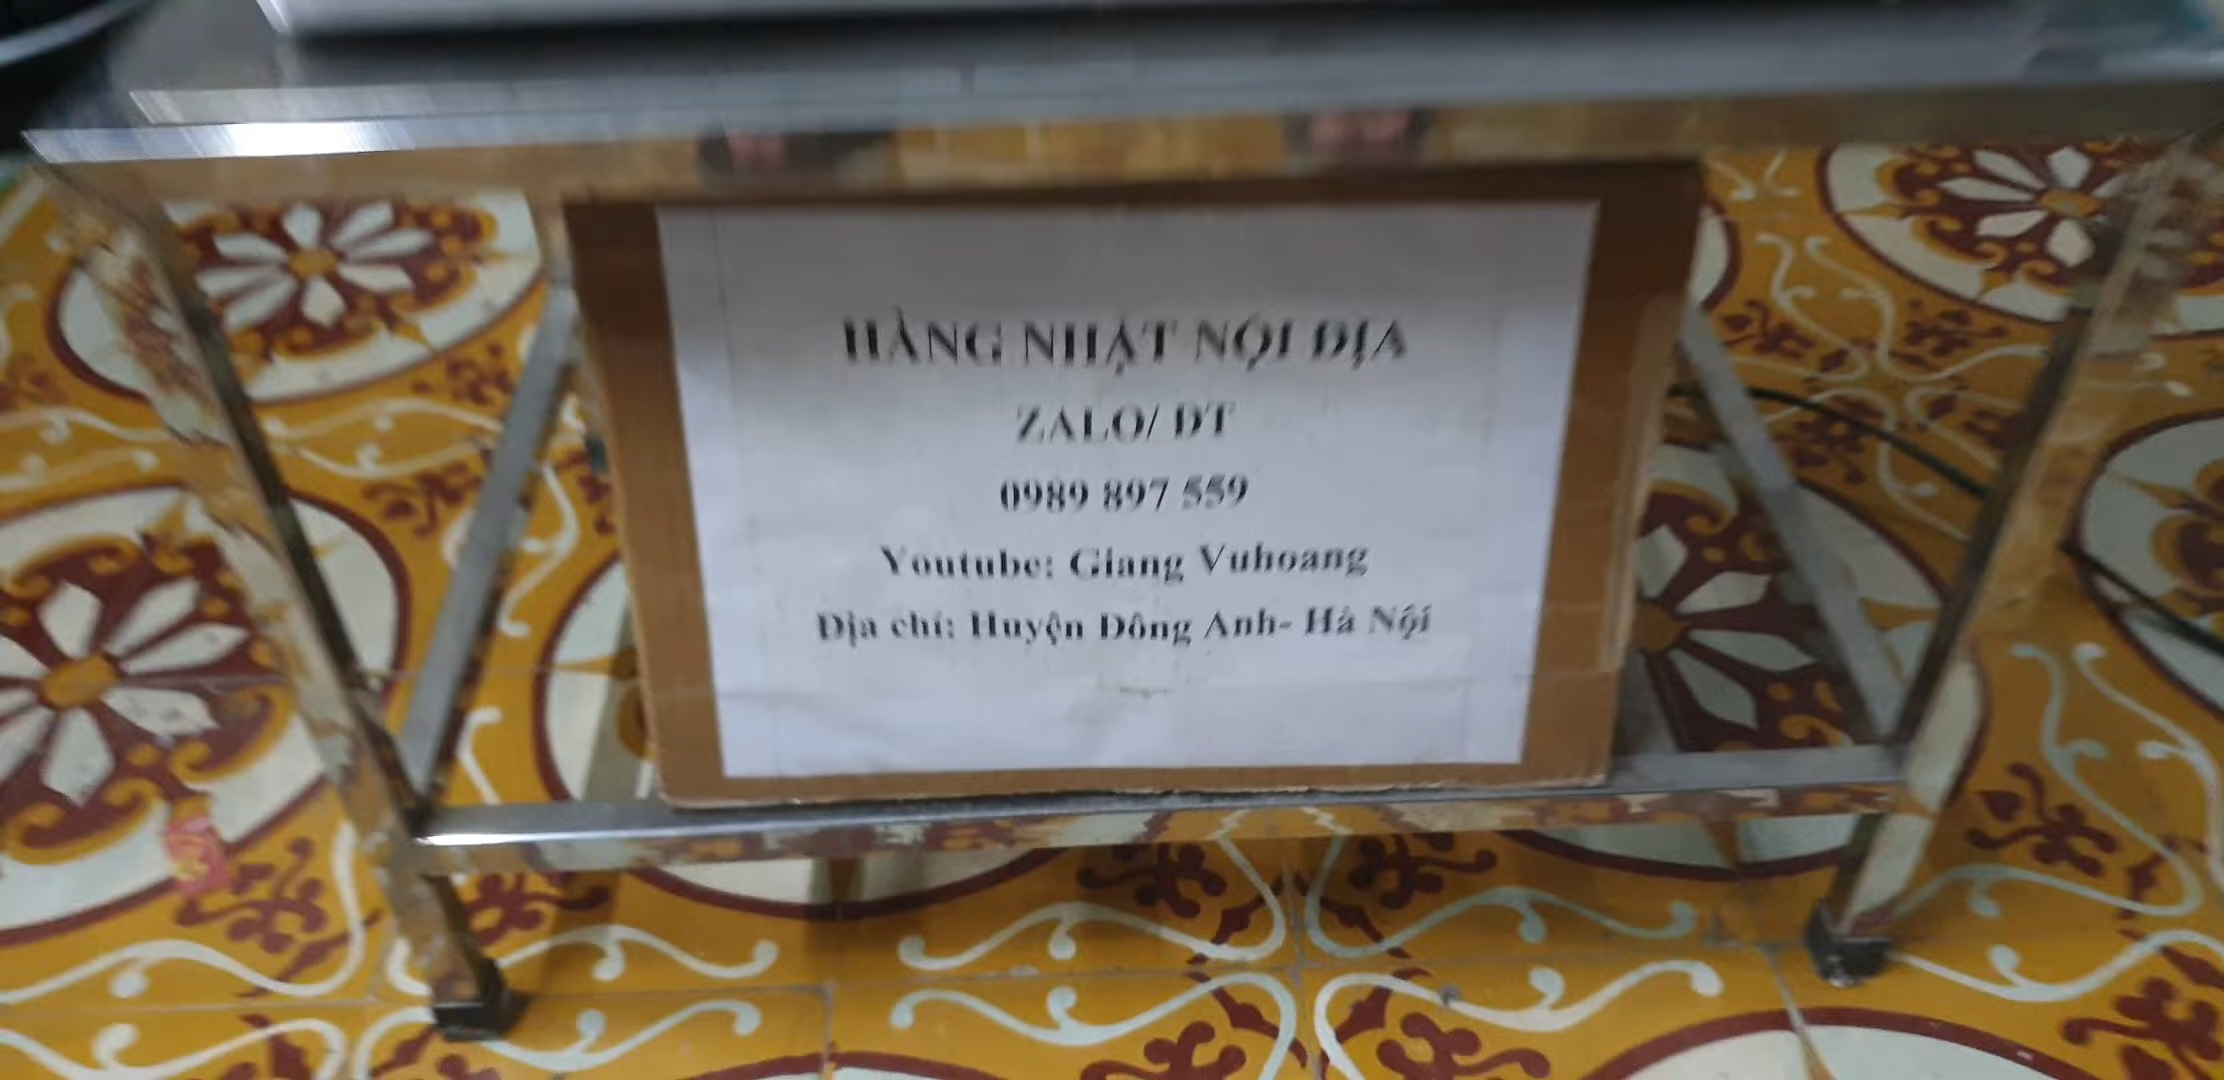 HÀNG NHẬT NỘI ĐỊA
ZALO/ ĐT
0989 897 559
Youtube: Giang Vuhoang
Địa chỉ: Huyện Đông Anh- Hà Nội